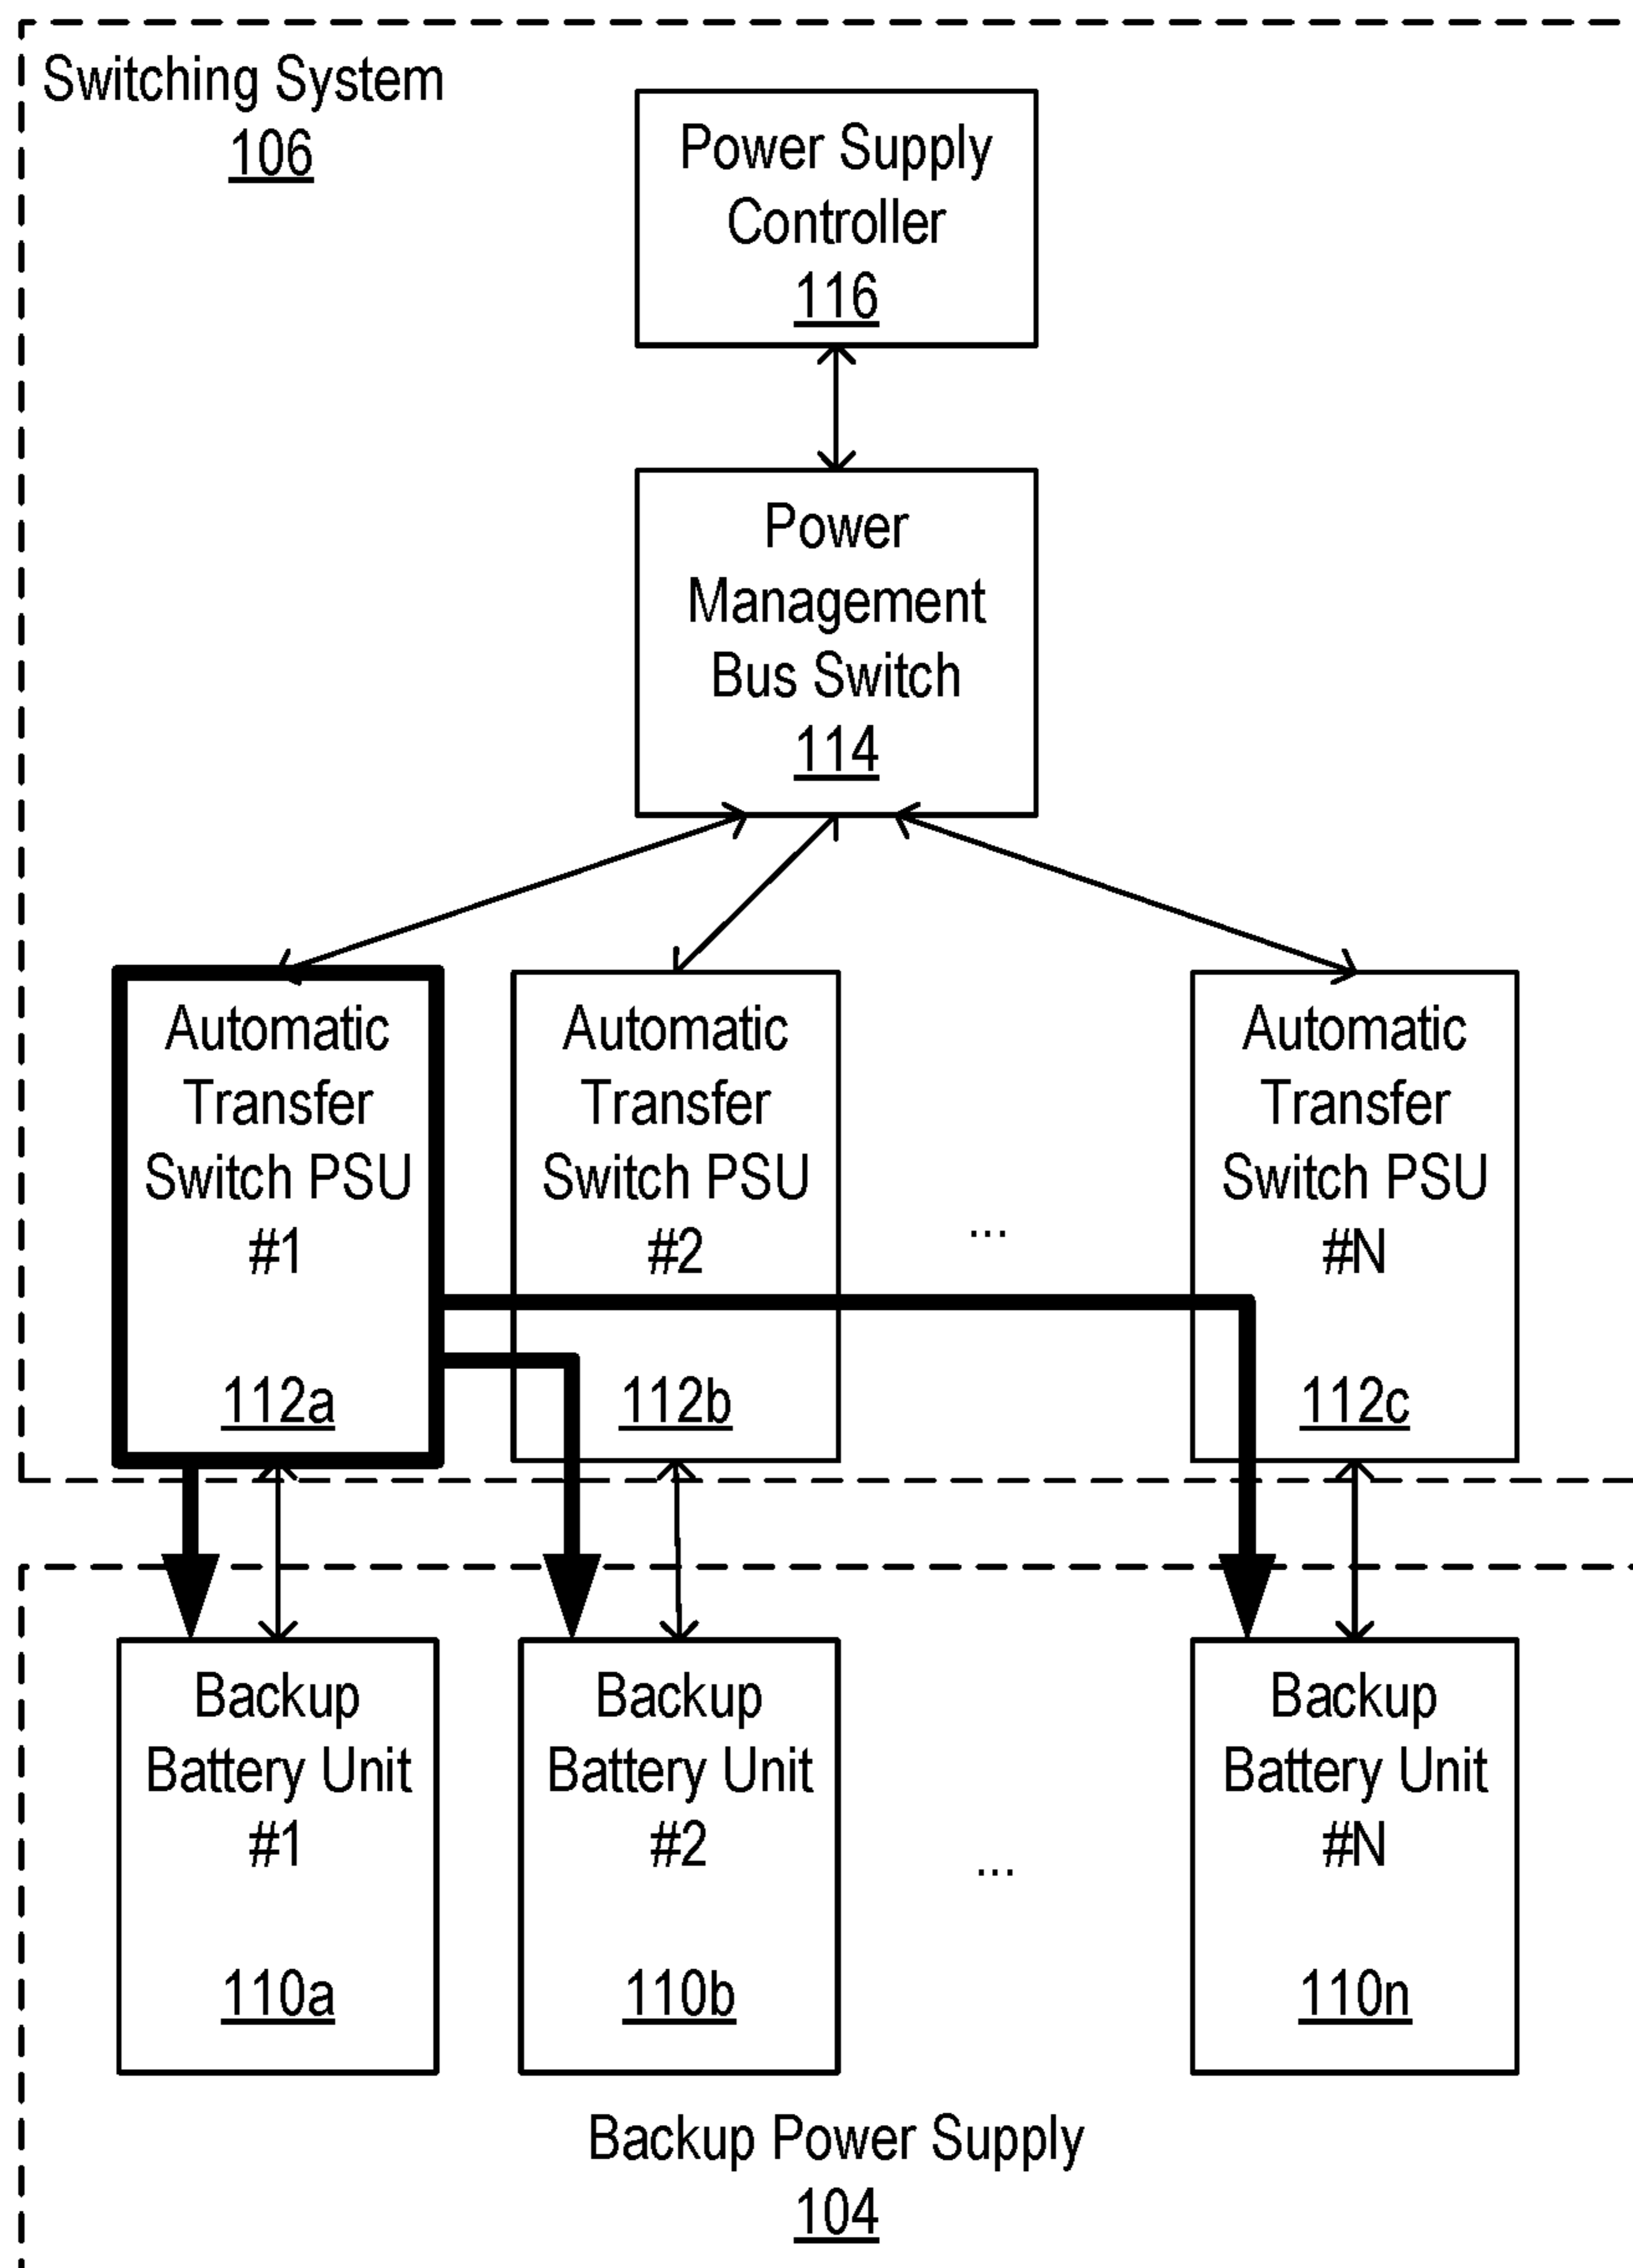 Switching System
106
Power Supply
Controller
116
Power
Management
Bus Switch
114
Automatic
Transfer
Switch PSU
#1
112a
Automatic
Transfer
Switch PSU
#2
112b
...
Automatic
Transfer
Switch PSU
#N
112c
Backup
Battery Unit
#1
110a
Backup
Battery Unit
#2
110b
...
Backup
Battery Unit
#N
110n
Backup Power Supply
104